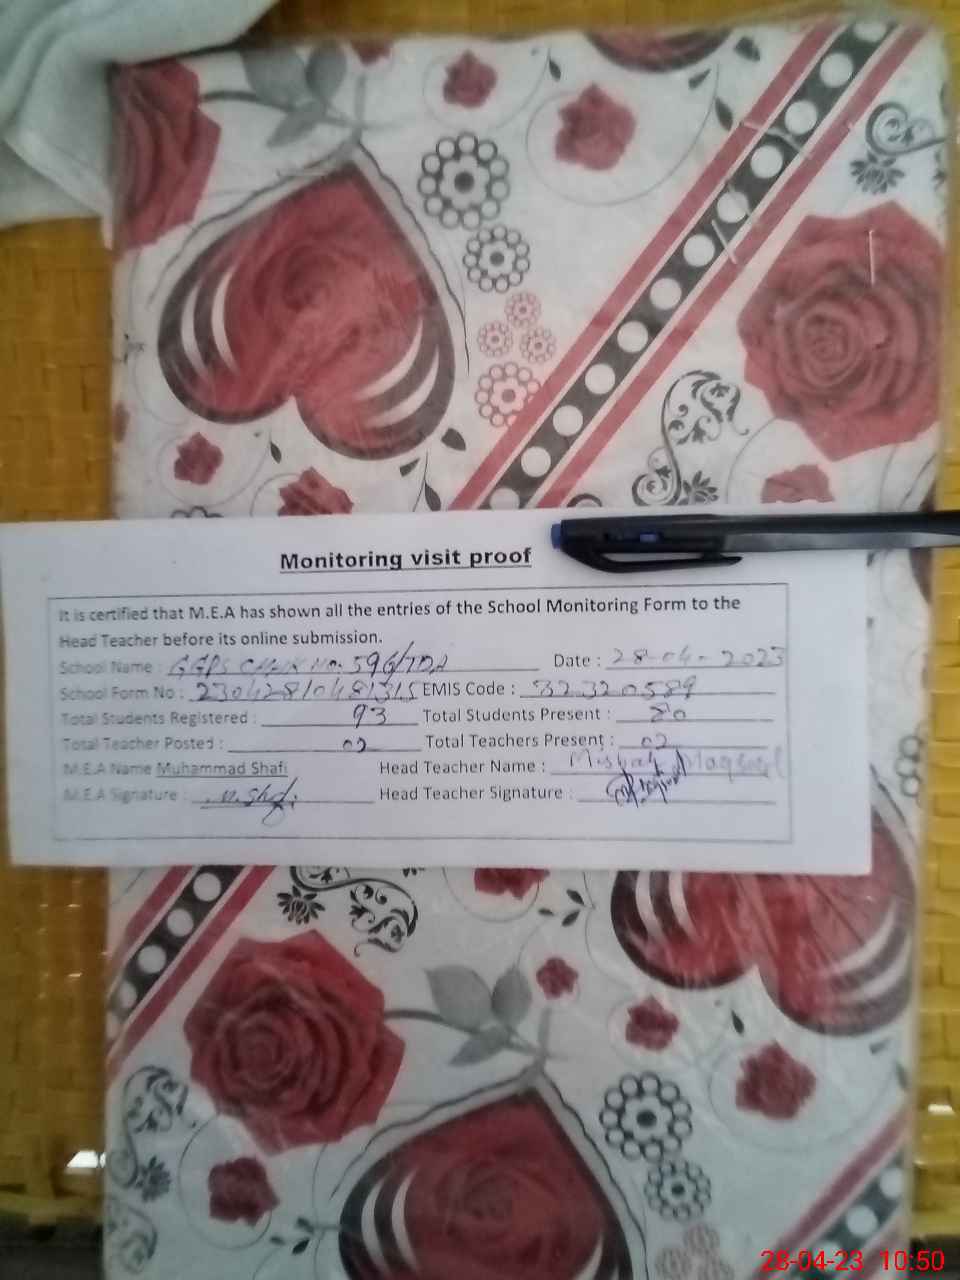 Monitoring visit proof
It is certified that M.E.A has shown all the entries of the School Monitoring Form to the
Head Teacher before its online submission.
School Name : GGPS Chak No. 596/TDA Date : 28-04-2023
School Form No : 23042810481315 EMIS Code : 32320589
Total Students Registered : 93 Total Students Present : 80
Total Teacher Posted : 02 Total Teachers Present : 02
M.E.A Name Muhammad Shafi Head Teacher Name : Misbah Maqsood
M.E.A Signature : M.Shafi Head Teacher Signature :
28-04-23 10:50